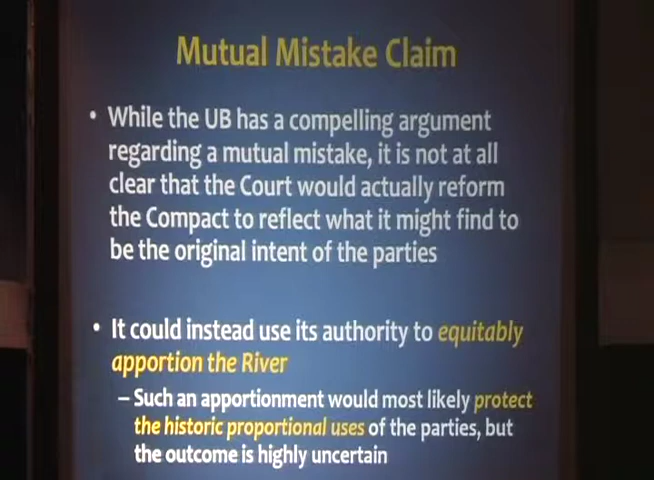 Mutual Mistake Claim
• While the UB has a compelling argument
regarding a mutual mistake, it is not at all
clear that the Court would actually reform
the Compact to reflect what it might find to
be the original intent of the parties
• It could instead use its authority to equitably
apportion the River
– Such an apportionment would most likely protect
the historic proportional uses of the parties, but
the outcome is highly uncertain